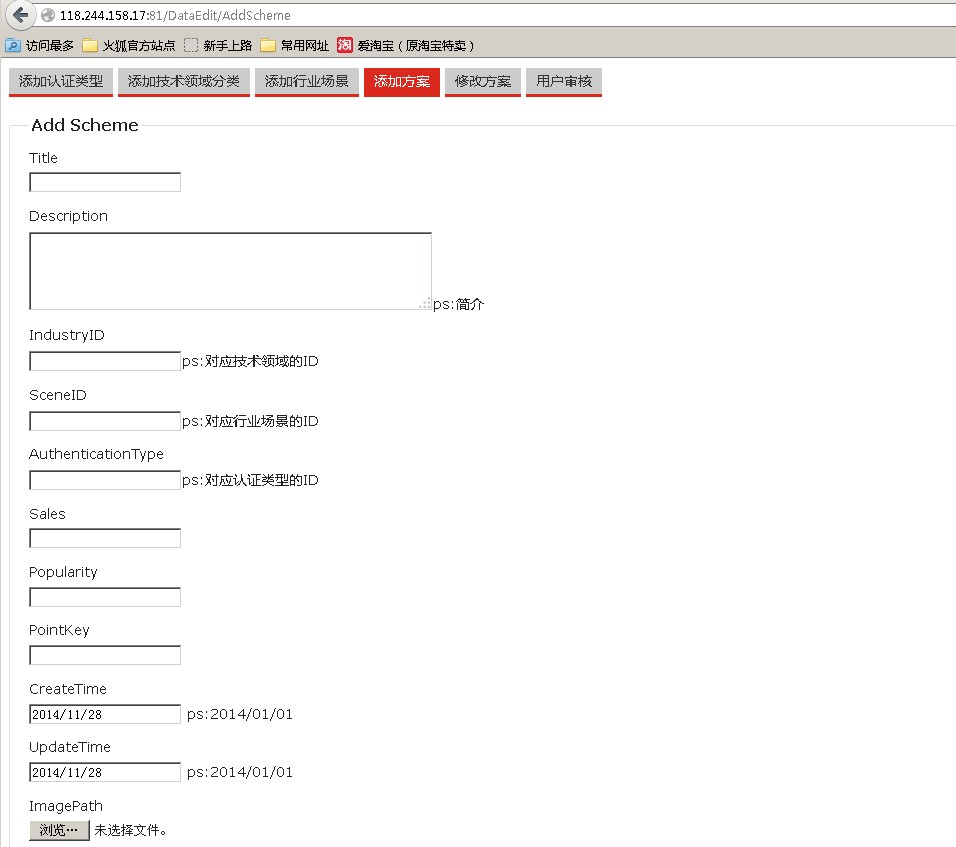 118.244.158.17:81/DataEdit/AddScheme
访问最多 火狐官方站点 新手上路 常用网址 淘 爱淘宝（原淘宝特卖）
添加认证类型 添加技术领域分类 添加行业场景 添加方案 修改方案 用户审核
Add Scheme
Title
Description
ps:简介
IndustryID
ps:对应技术领域的ID
SceneID
ps:对应行业场景的ID
AuthenticationType
ps:对应认证类型的ID
Sales
Popularity
PointKey
CreateTime
2014/11/28 ps:2014/01/01
UpdateTime
2014/11/28 ps:2014/01/01
ImagePath
浏览… 未选择文件。